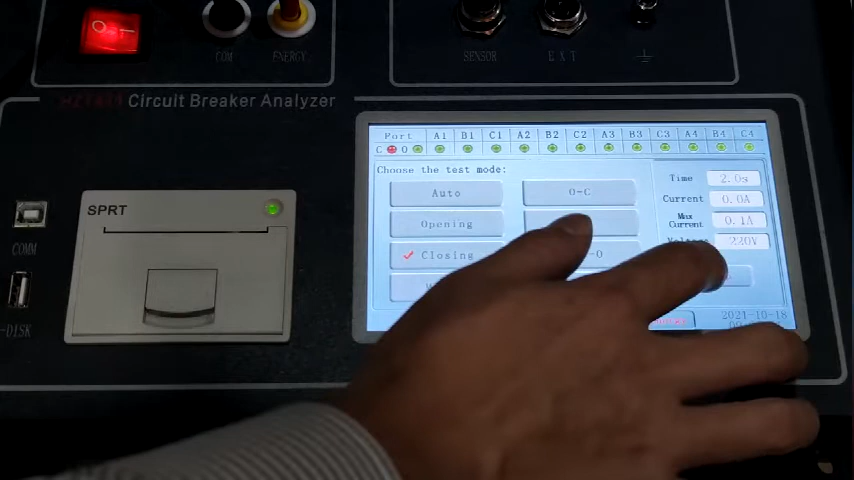 O I
COM
ENERGY
SENSOR
EXT
Circuit Breaker Analyzer
Port A1 B1 C1 A2 B2 C2 A3 B3 C3 A4 B4 C4
C O
Choose the test mode:
Auto
O-C
Opening
Closing
Time 2.0s
Current 0.0A
Max Current 0.1A
Voltage 220V
2021-10-18
SPRT
COMM
-DISK